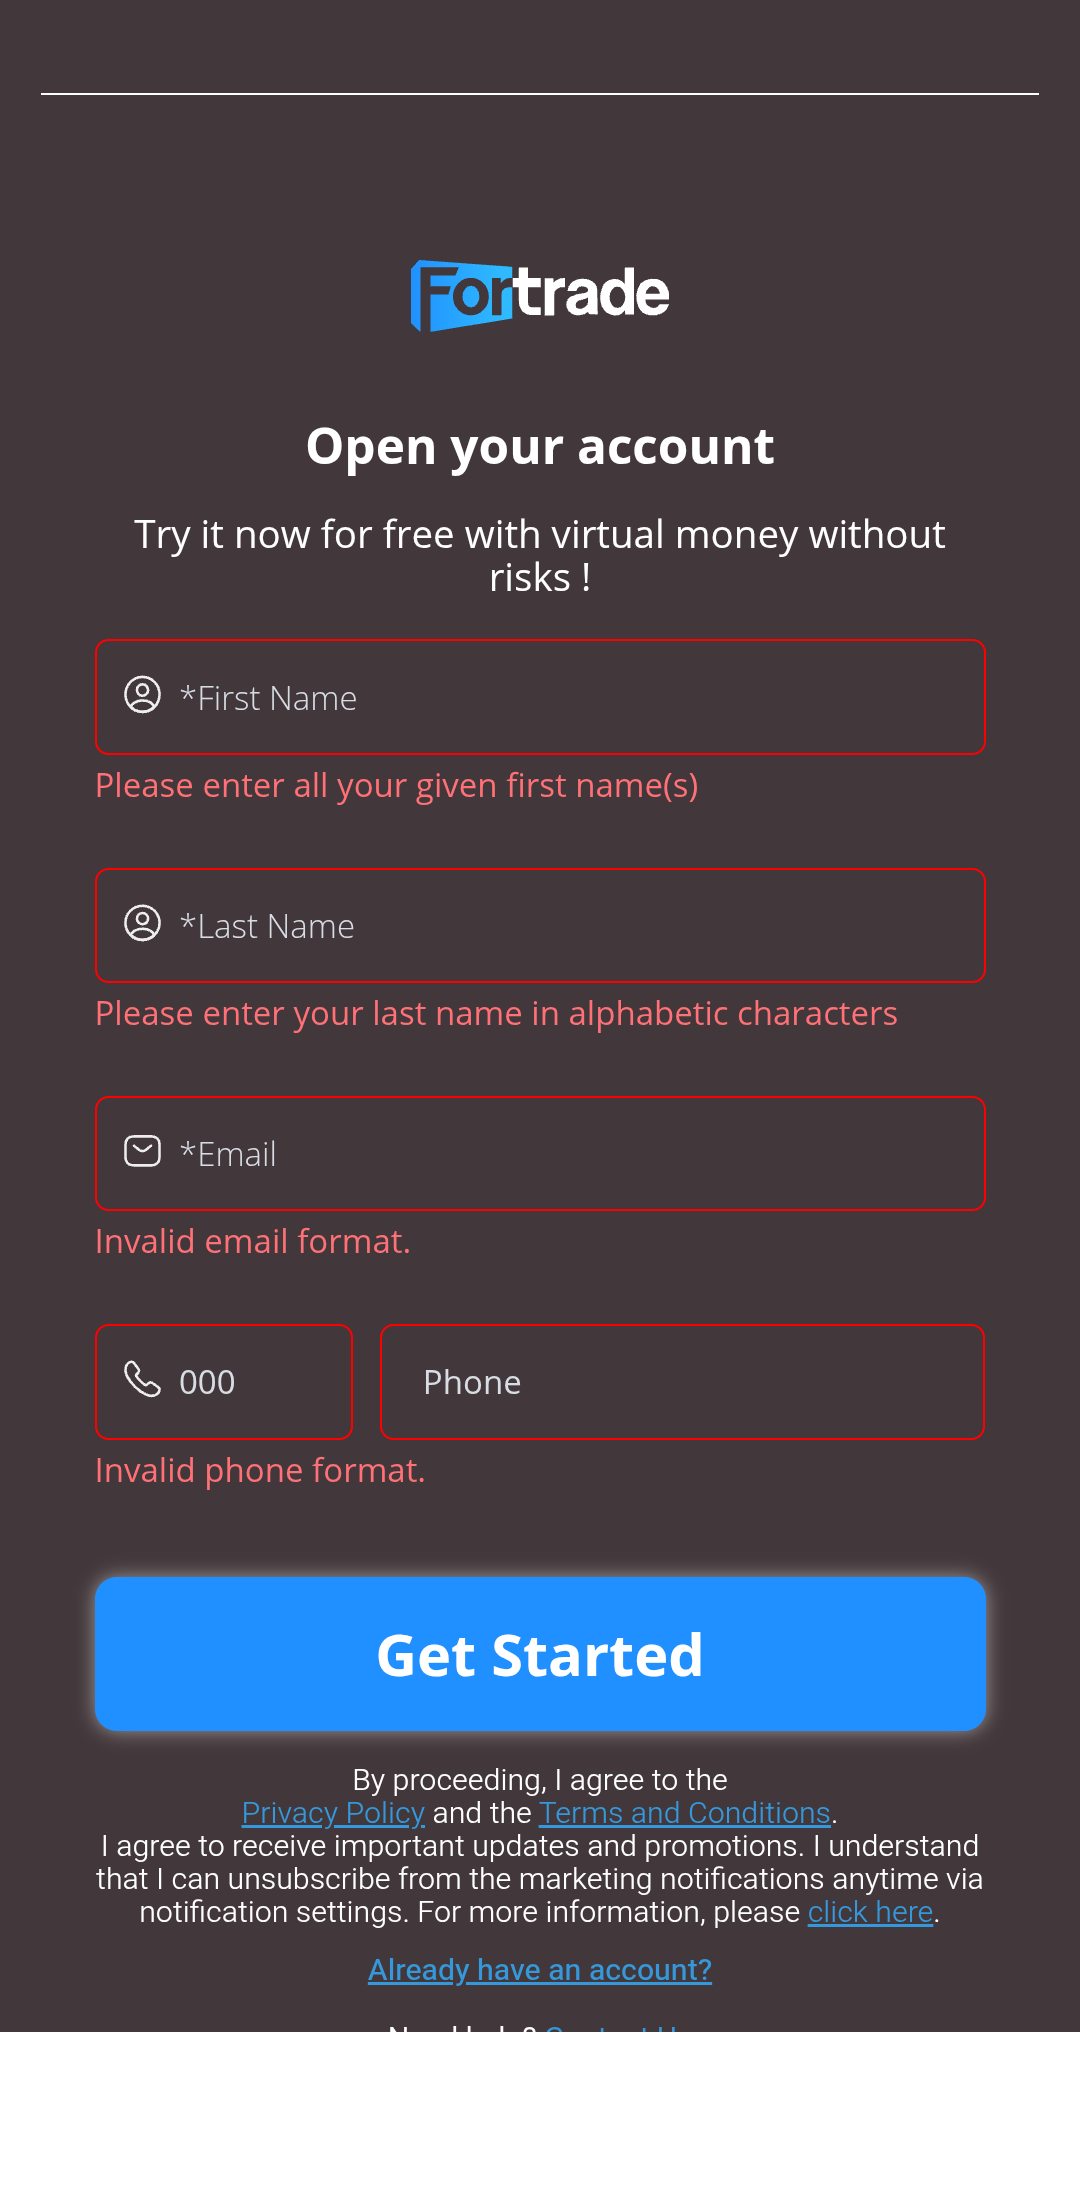 Fortrade
Open your account
Try it now for free with virtual money without
risks !
*First Name
Please enter all your given first name(s)
*Last Name
Please enter your last name in alphabetic characters
*Email
Invalid email format.
000 Phone
Invalid phone format.
Get Started
By proceeding, I agree to the
Privacy Policy and the Terms and Conditions.
I agree to receive important updates and promotions. I understand
that I can unsubscribe from the marketing notifications anytime via
notification settings. For more information, please click here.
Already have an account?
Need help? Contact Us